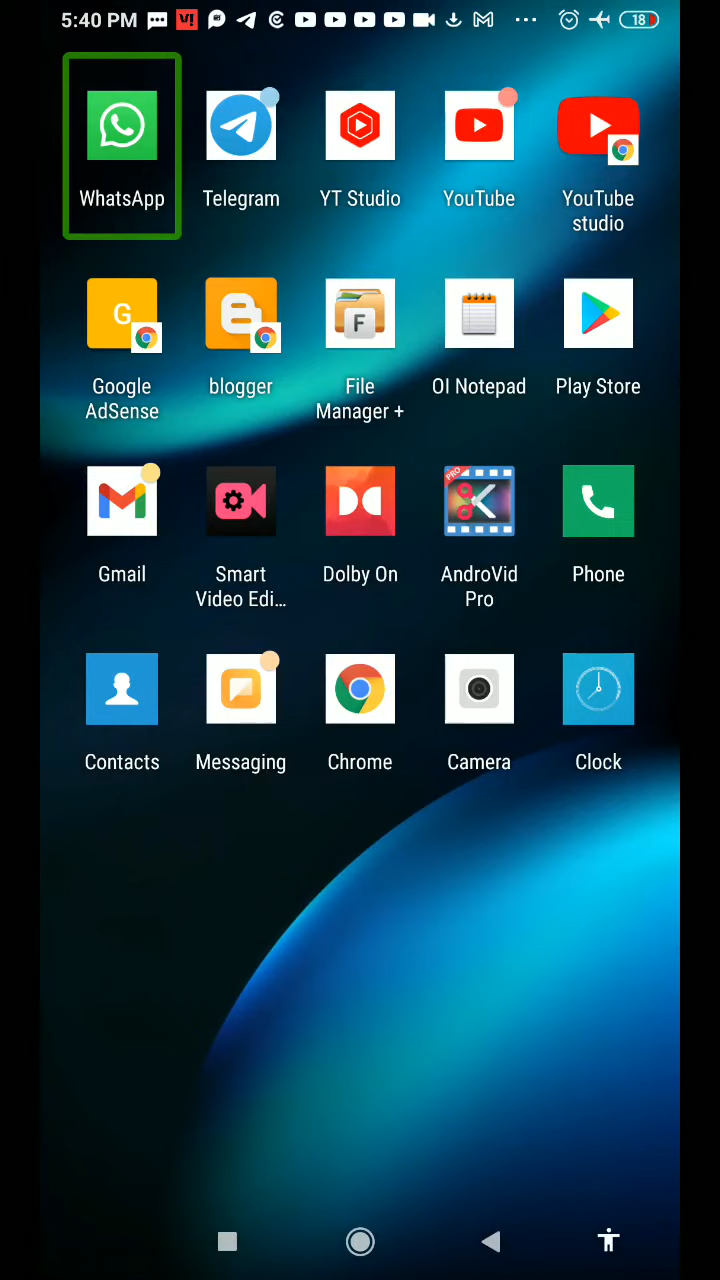 5:40 PM
V!
18
WhatsApp
Telegram
YT Studio
YouTube
YouTube
studio
G
F
Google
AdSense
blogger
File
Manager +
OI Notepad
Play Store
PRO
Gmail
Smart
Video Edi...
Dolby On
AndroVid
Pro
Phone
Contacts
Messaging
Chrome
Camera
Clock